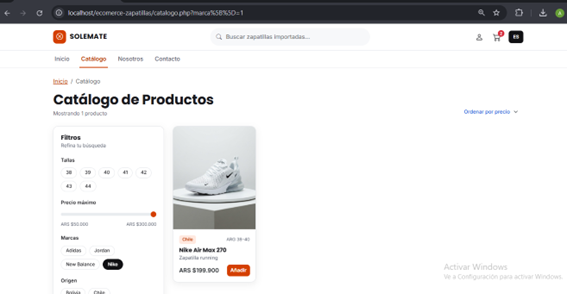 localhost/ecomerce-zapatillas/catalogo.php?marca%5B%5D=1
SOLEMATE
Buscar zapatillas importadas...
ES
Inicio Catálogo Nosotros Contacto
Inicio / Catálogo
Catálogo de Productos
Mostrando 1 producto
Ordenar por precio
Filtros
Refina tu búsqueda
Tallas
38 39 40 41 42
43 44
Precio máximo
ARS $50.000 ARS $300.000
Marcas
Adidas Jordan
New Balance Nike
Origen
Bolivia Chile
Chile ARG 38-42
Nike Air Max 270
Zapatilla running
ARS $199.900 Añadir
Activar Windows
Ve a Configuración para activar Windows.